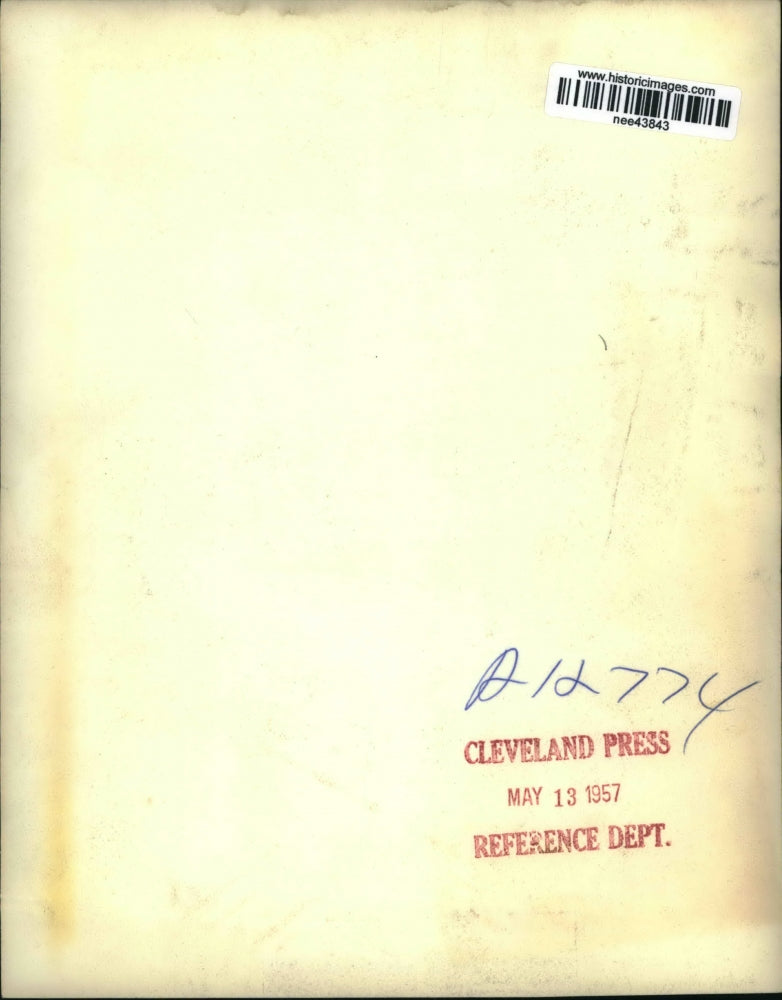 www.historicimages.com
nee43843
A12774
CLEVELAND PRESS
MAY 13 1957
REFERENCE DEPT.